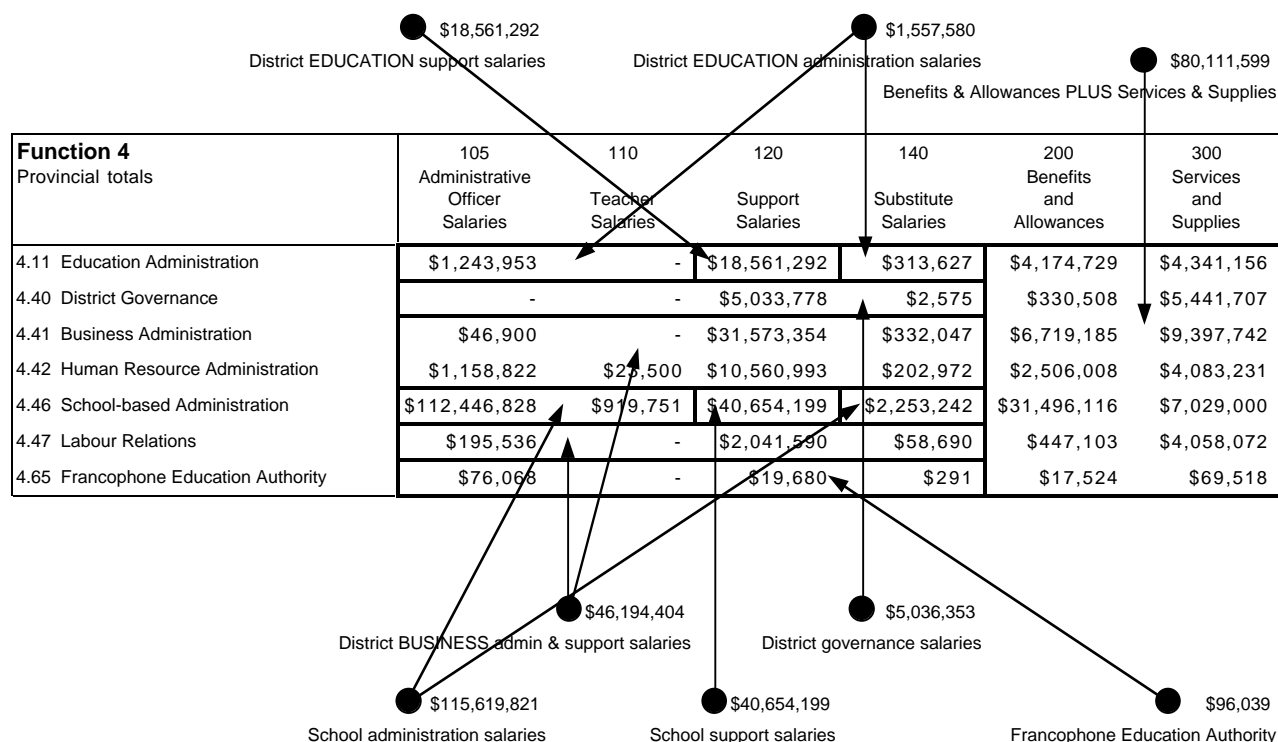 $18,561,292 $1,557,580
District EDUCATION support salaries District EDUCATION administration salaries
$80,111,599
Benefits & Allowances PLUS Services & Supplies
Function 4 105 110 120 140 200 300
Provincial totals Administrative Benefits Services
Officer Teacher Support Substitute and and
Salaries Salaries Salaries Salaries Allowances Supplies
4.11 Education Administration $1,243,953 - $18,561,292 $313,627 $4,174,729 $4,341,156
4.40 District Governance - - $5,033,778 $2,575 $330,508 $5,441,707
4.41 Business Administration $46,900 - $31,573,354 $332,047 $6,719,185 $9,397,742
4.42 Human Resource Administration $1,158,822 $23,500 $10,560,993 $202,972 $2,506,008 $4,083,231
4.46 School-based Administration $112,446,828 $919,751 $40,654,199 $2,253,242 $31,496,116 $7,029,000
4.47 Labour Relations $195,536 - $2,041,590 $58,690 $447,103 $4,058,072
4.65 Francophone Education Authority $76,068 - $19,680 $291 $17,524 $69,518
$46,194,404 $5,036,353
District BUSINESS admin & support salaries District governance salaries
$115,619,821 $40,654,199 $96,039
School administration salaries School support salaries Francophone Education Authority